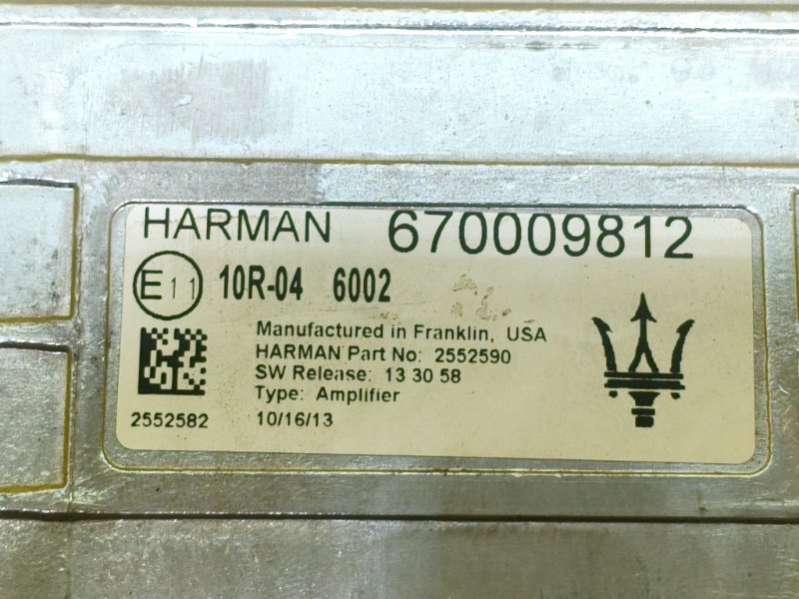 HARMAN 670009812
E11 10R-04 6002
Manufactured in Franklin, USA
HARMAN Part No: 2552590
SW Release: 13 30 58
Type: Amplifier
2552582 10/16/13